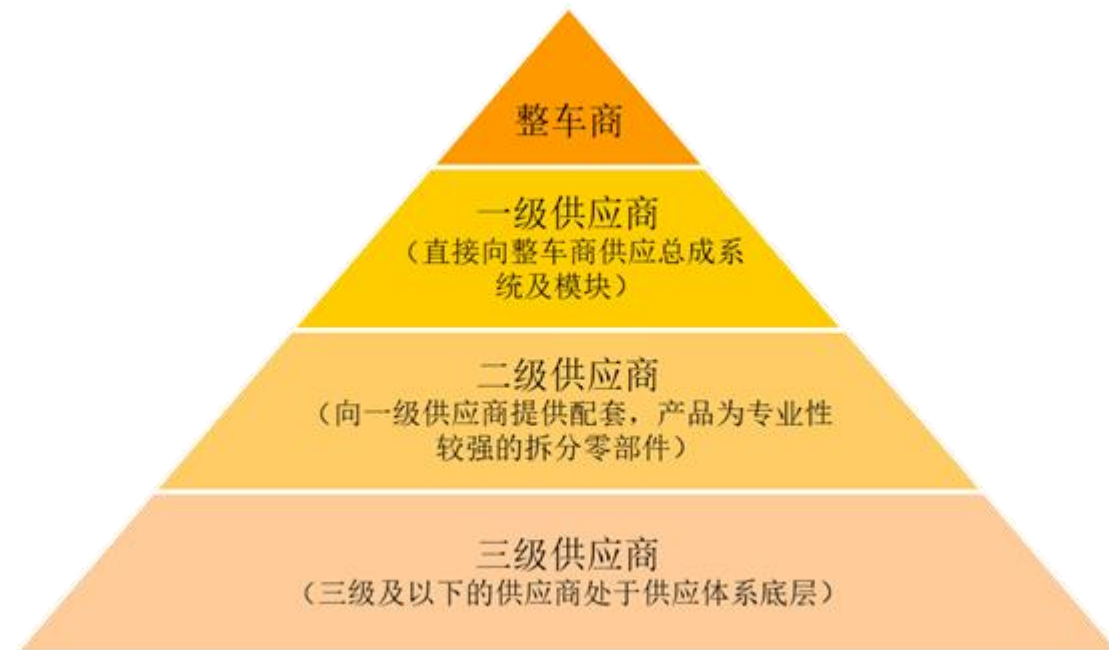 整车商
一级供应商
（直接向整车商供应总成系
统及模块）
二级供应商
（向一级供应商提供配套，产品为专业性
较强的拆分零部件）
三级供应商
（三级及以下的供应商处于供应体系底层）